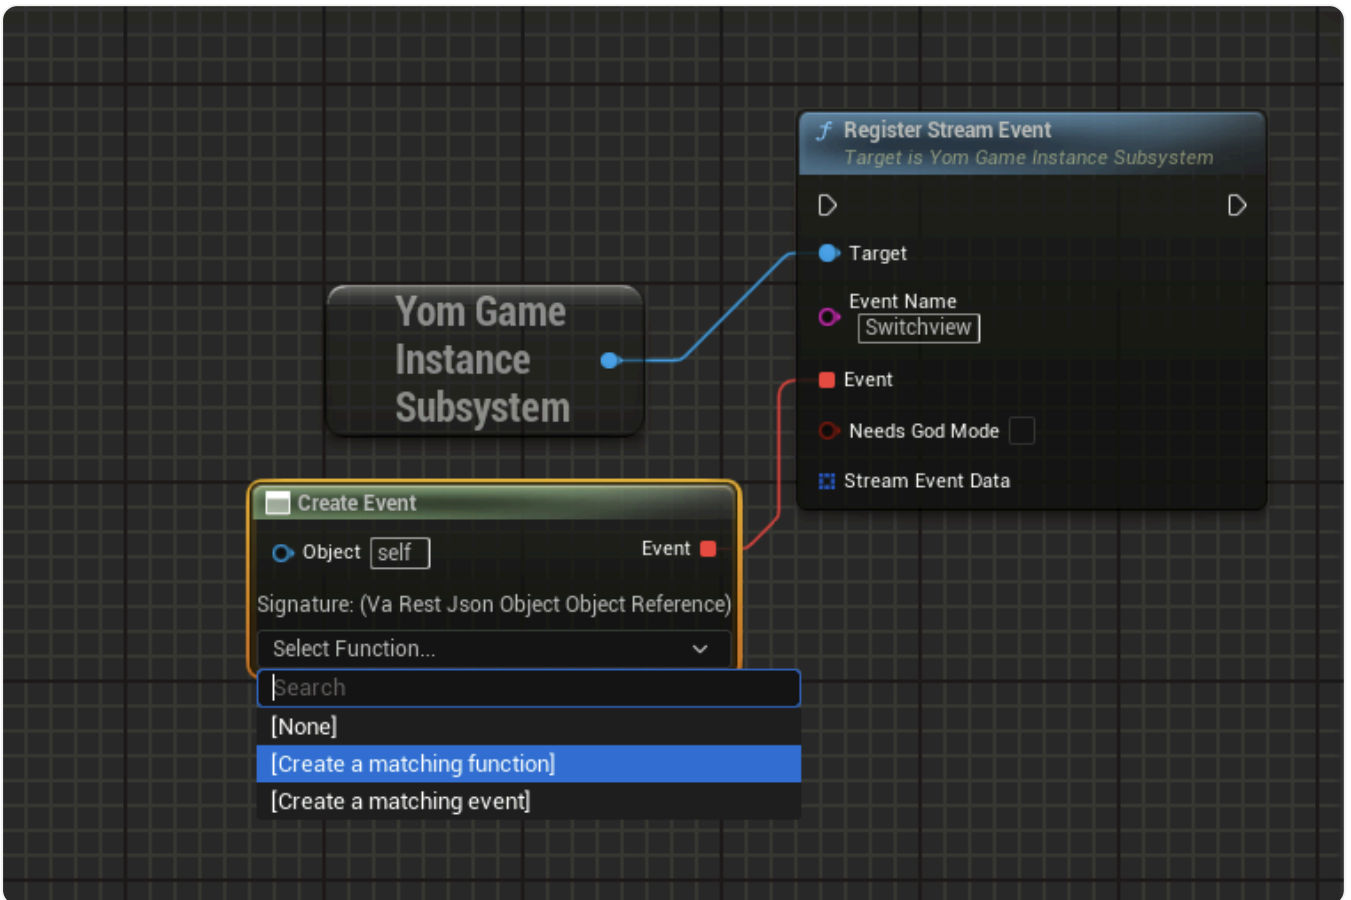 Register Stream Event
Target is Yom Game Instance Subsystem
Target
Event Name
Switchview
Event
Needs God Mode
Stream Event Data
Yom Game
Instance
Subsystem
Create Event
Object self Event
Signature: (Va Rest Json Object Object Reference)
Select Function...
Search
[None]
[Create a matching function]
[Create a matching event]